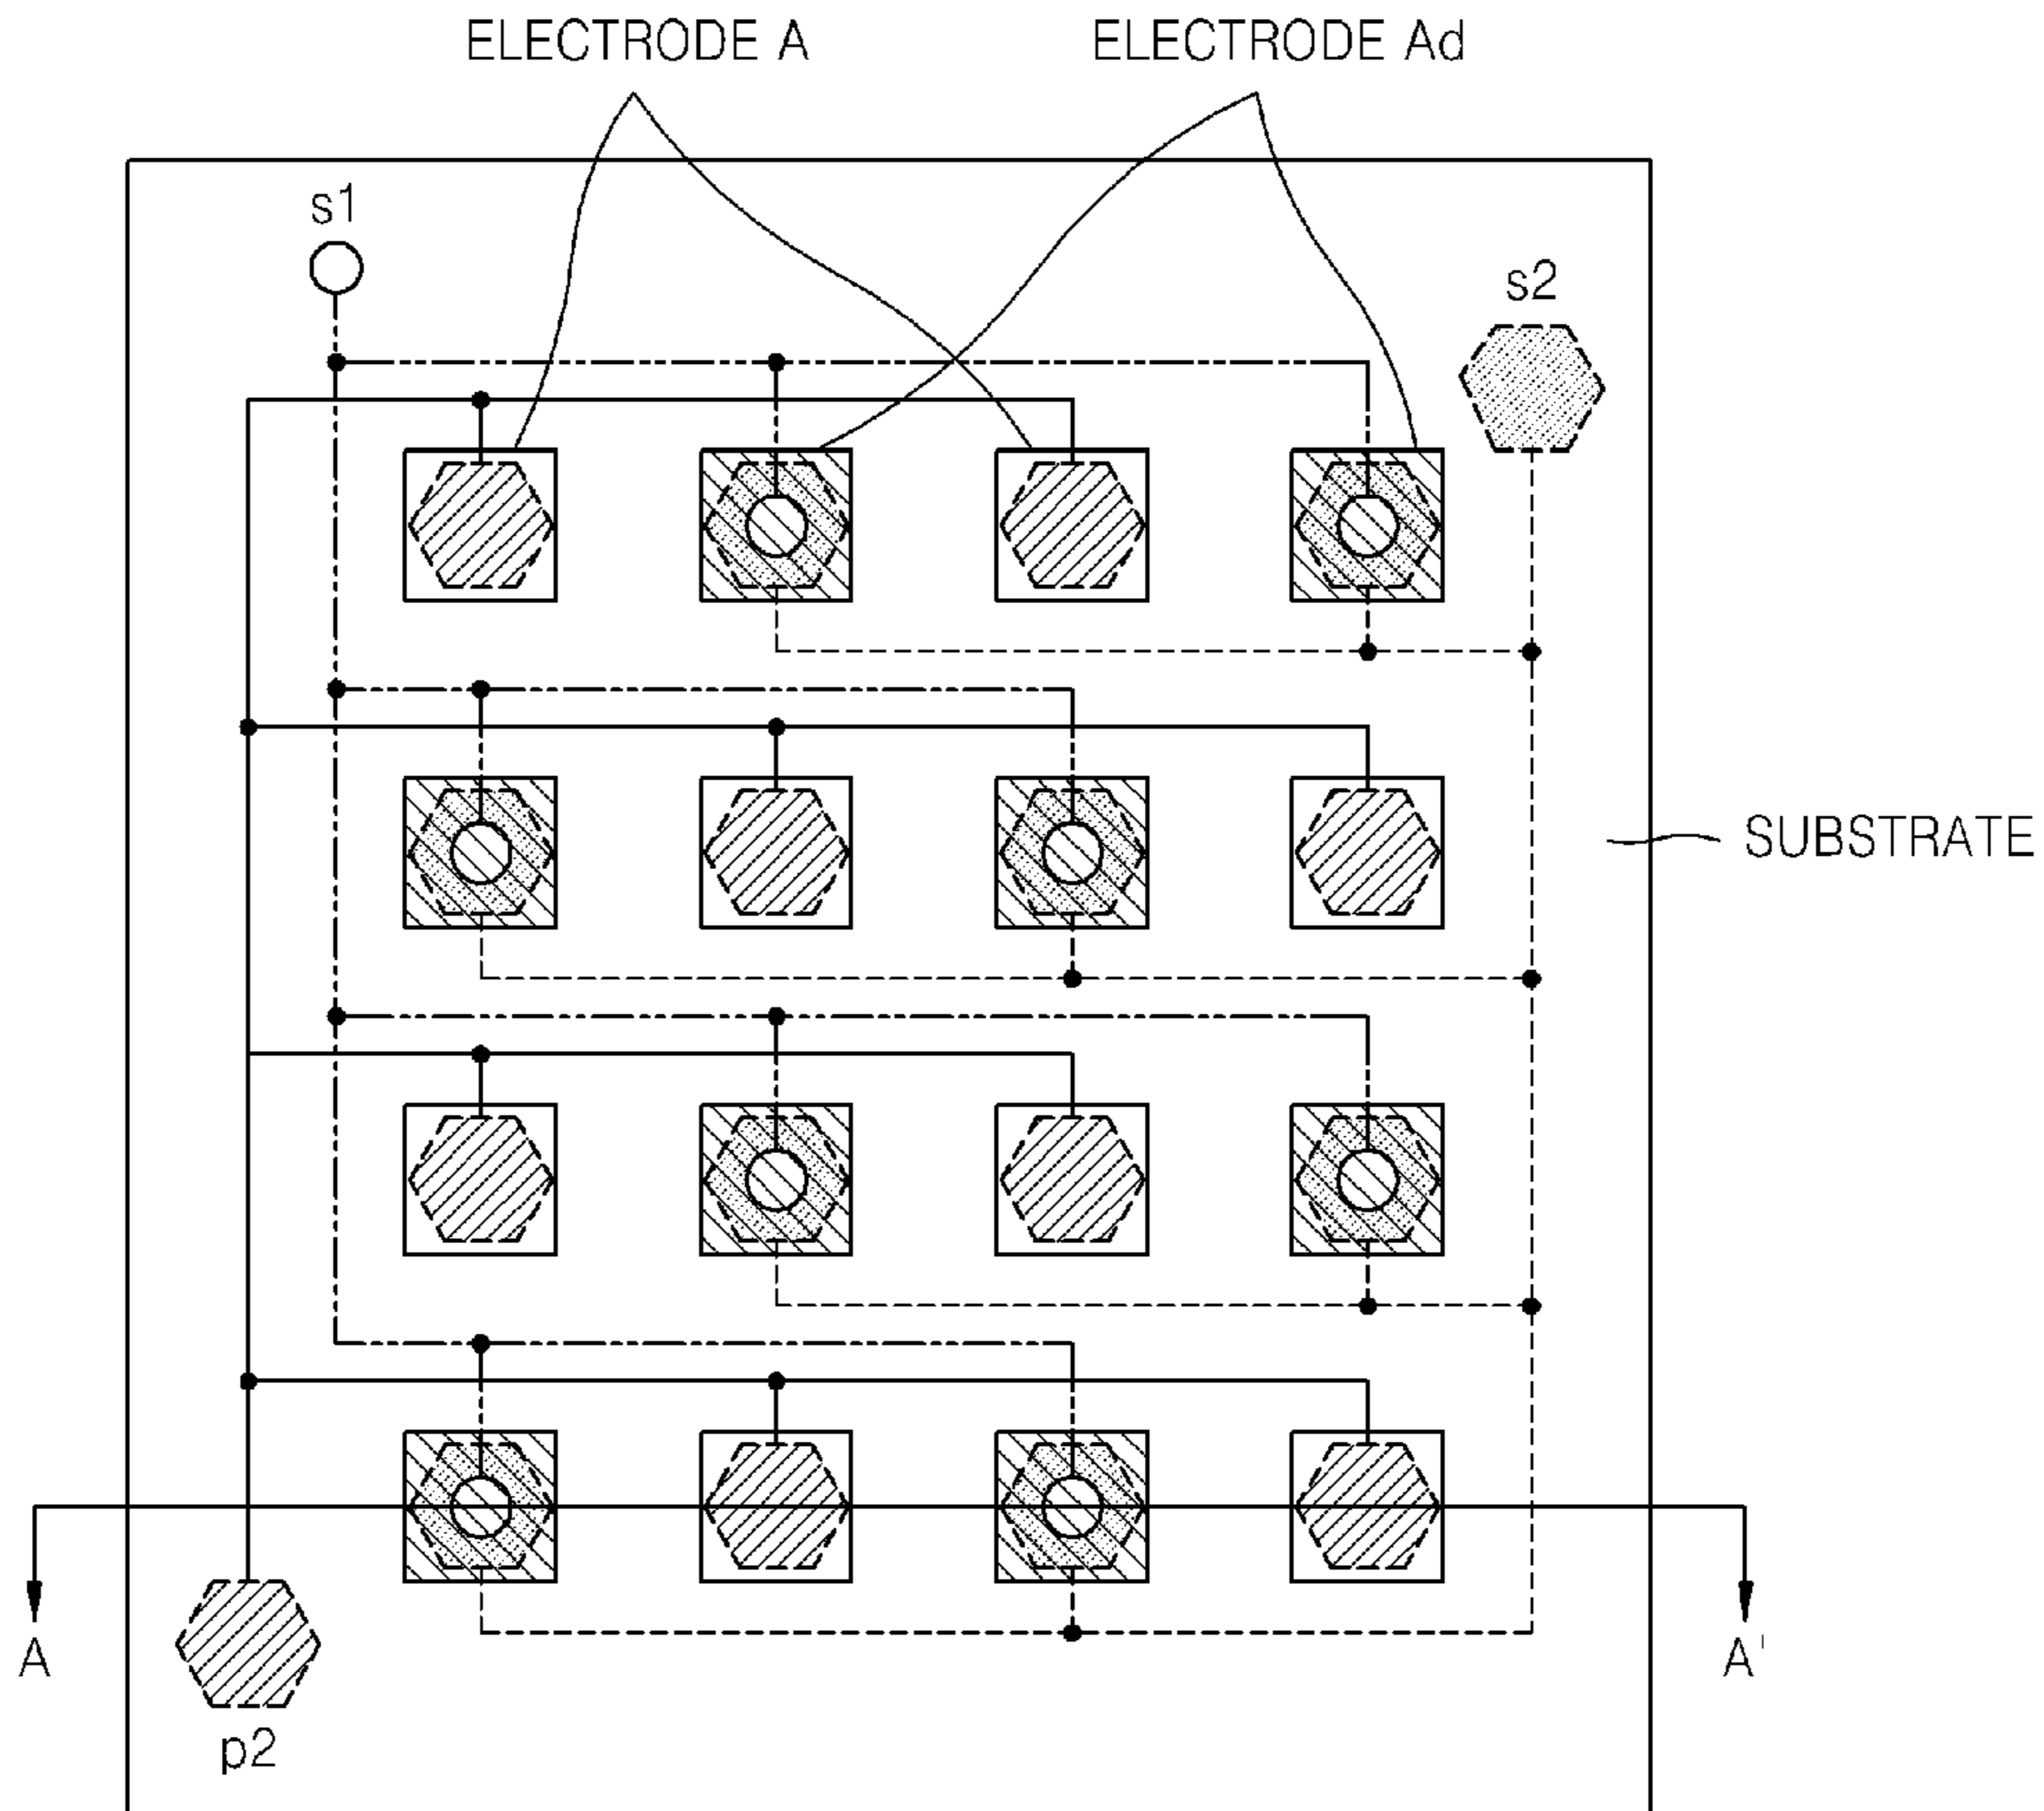 ELECTRODE A
ELECTRODE Ad
s1
s2
SUBSTRATE
A
A'
p2